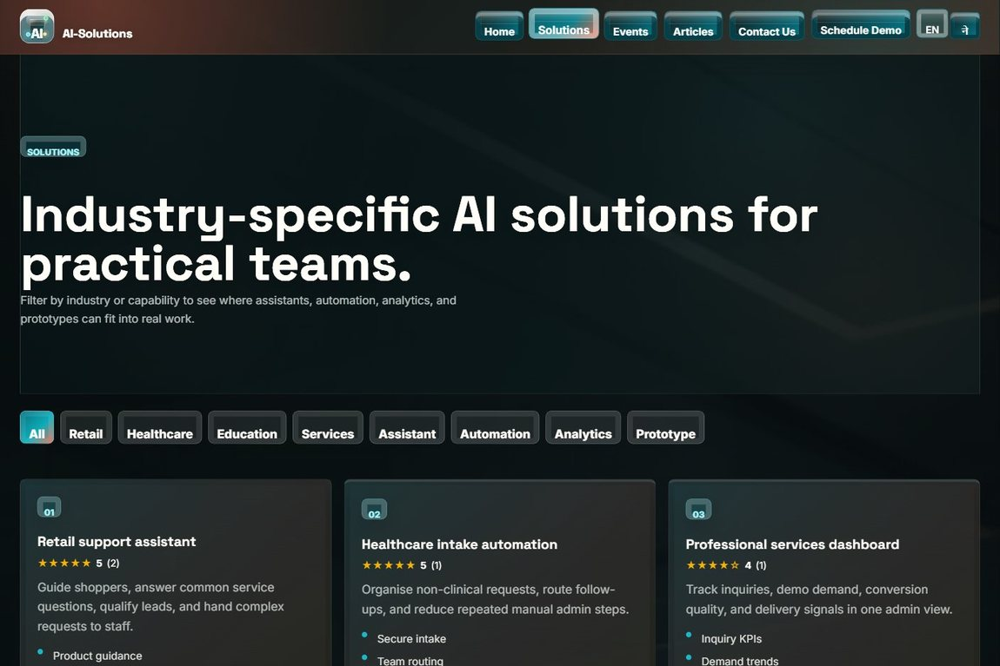 AI
AI-Solutions
Home
Solutions
Events
Articles
Contact Us
Schedule Demo
EN
ने
SOLUTIONS
Industry-specific AI solutions for
practical teams.
Filter by industry or capability to see where assistants, automation, analytics, and
prototypes can fit into real work.
All
Retail
Healthcare
Education
Services
Assistant
Automation
Analytics
Prototype
01
Retail support assistant
★★★★★ 5 (2)
Guide shoppers, answer common service
questions, qualify leads, and hand complex
requests to staff.
Product guidance
02
Healthcare intake automation
★★★★★ 5 (1)
Organise non-clinical requests, route follow-
ups, and reduce repeated manual admin steps.
Secure intake
Team routing
03
Professional services dashboard
★★★★☆ 4 (1)
Track inquiries, demo demand, conversion
quality, and delivery signals in one admin view.
Inquiry KPIs
Demand trends